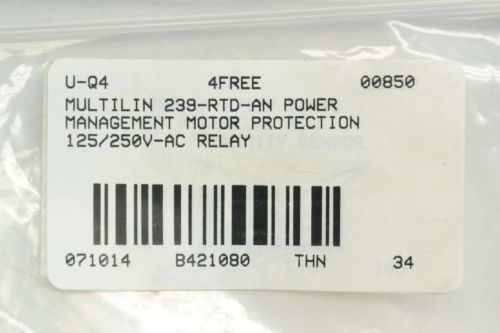 U-Q4 4FREE 00850
MULTILIN 239-RTD-AN POWER
MANAGEMENT MOTOR PROTECTION
125/250V-AC RELAY
SENSOR
071014 B421080 THN 34